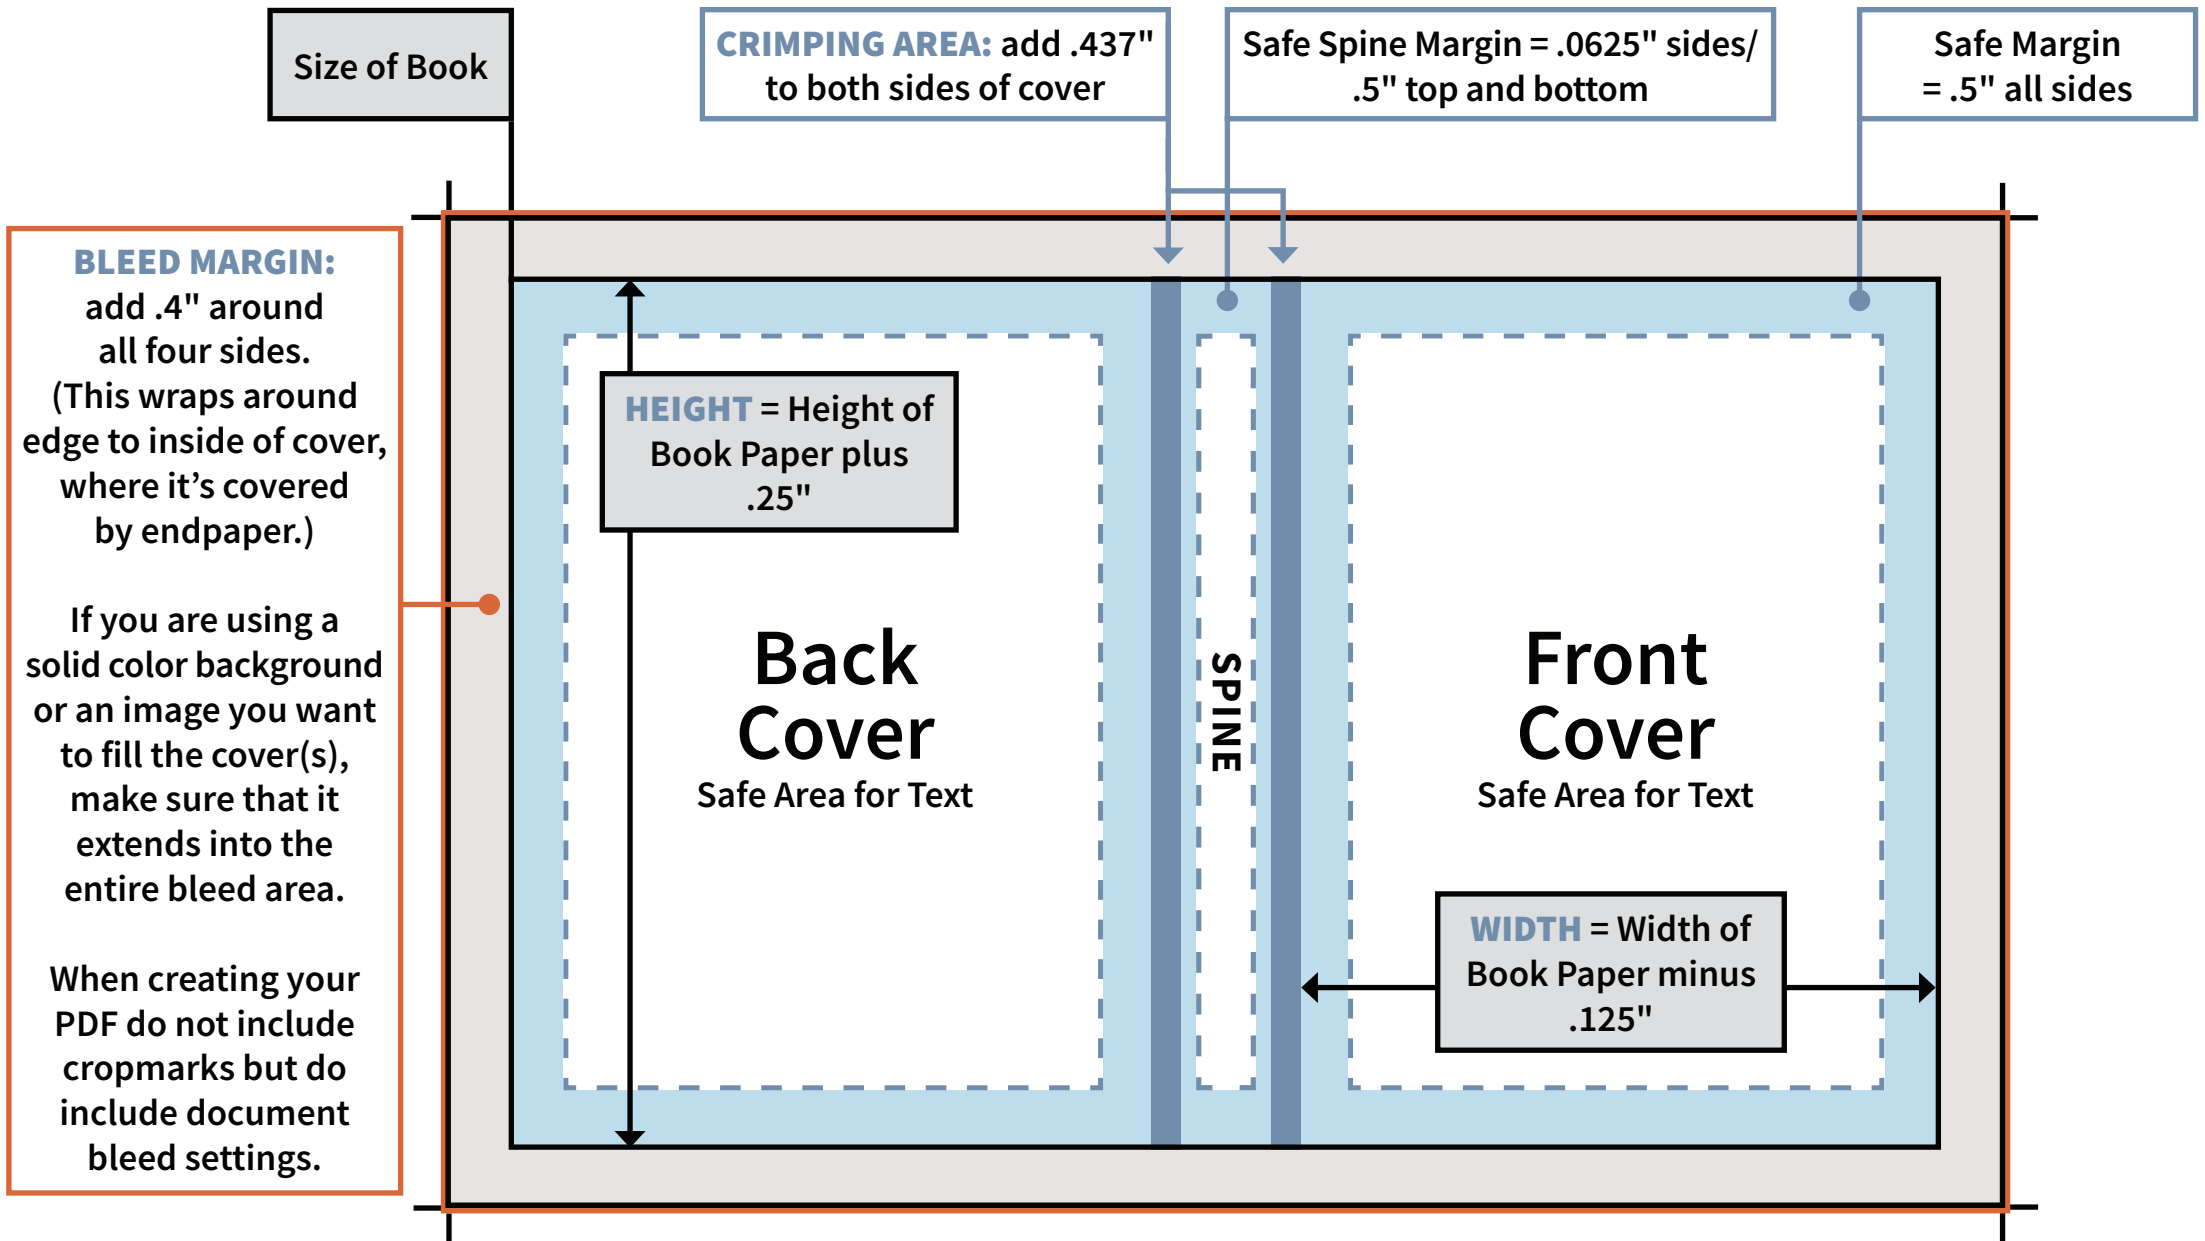 Size of Book
CRIMPING AREA: add .437"
to both sides of cover
Safe Spine Margin = .0625" sides/
.5" top and bottom
Safe Margin
= .5" all sides
BLEED MARGIN:
add .4" around
all four sides.
(This wraps around
edge to inside of cover,
where it’s covered
by endpaper.)
If you are using a
solid color background
or an image you want
to fill the cover(s),
make sure that it
extends into the
entire bleed area.
When creating your
PDF do not include
cropmarks but do
include document
bleed settings.
HEIGHT = Height of
Book Paper plus
.25"
Back
Cover
Safe Area for Text
SPINE
Front
Cover
Safe Area for Text
WIDTH = Width of
Book Paper minus
.125"